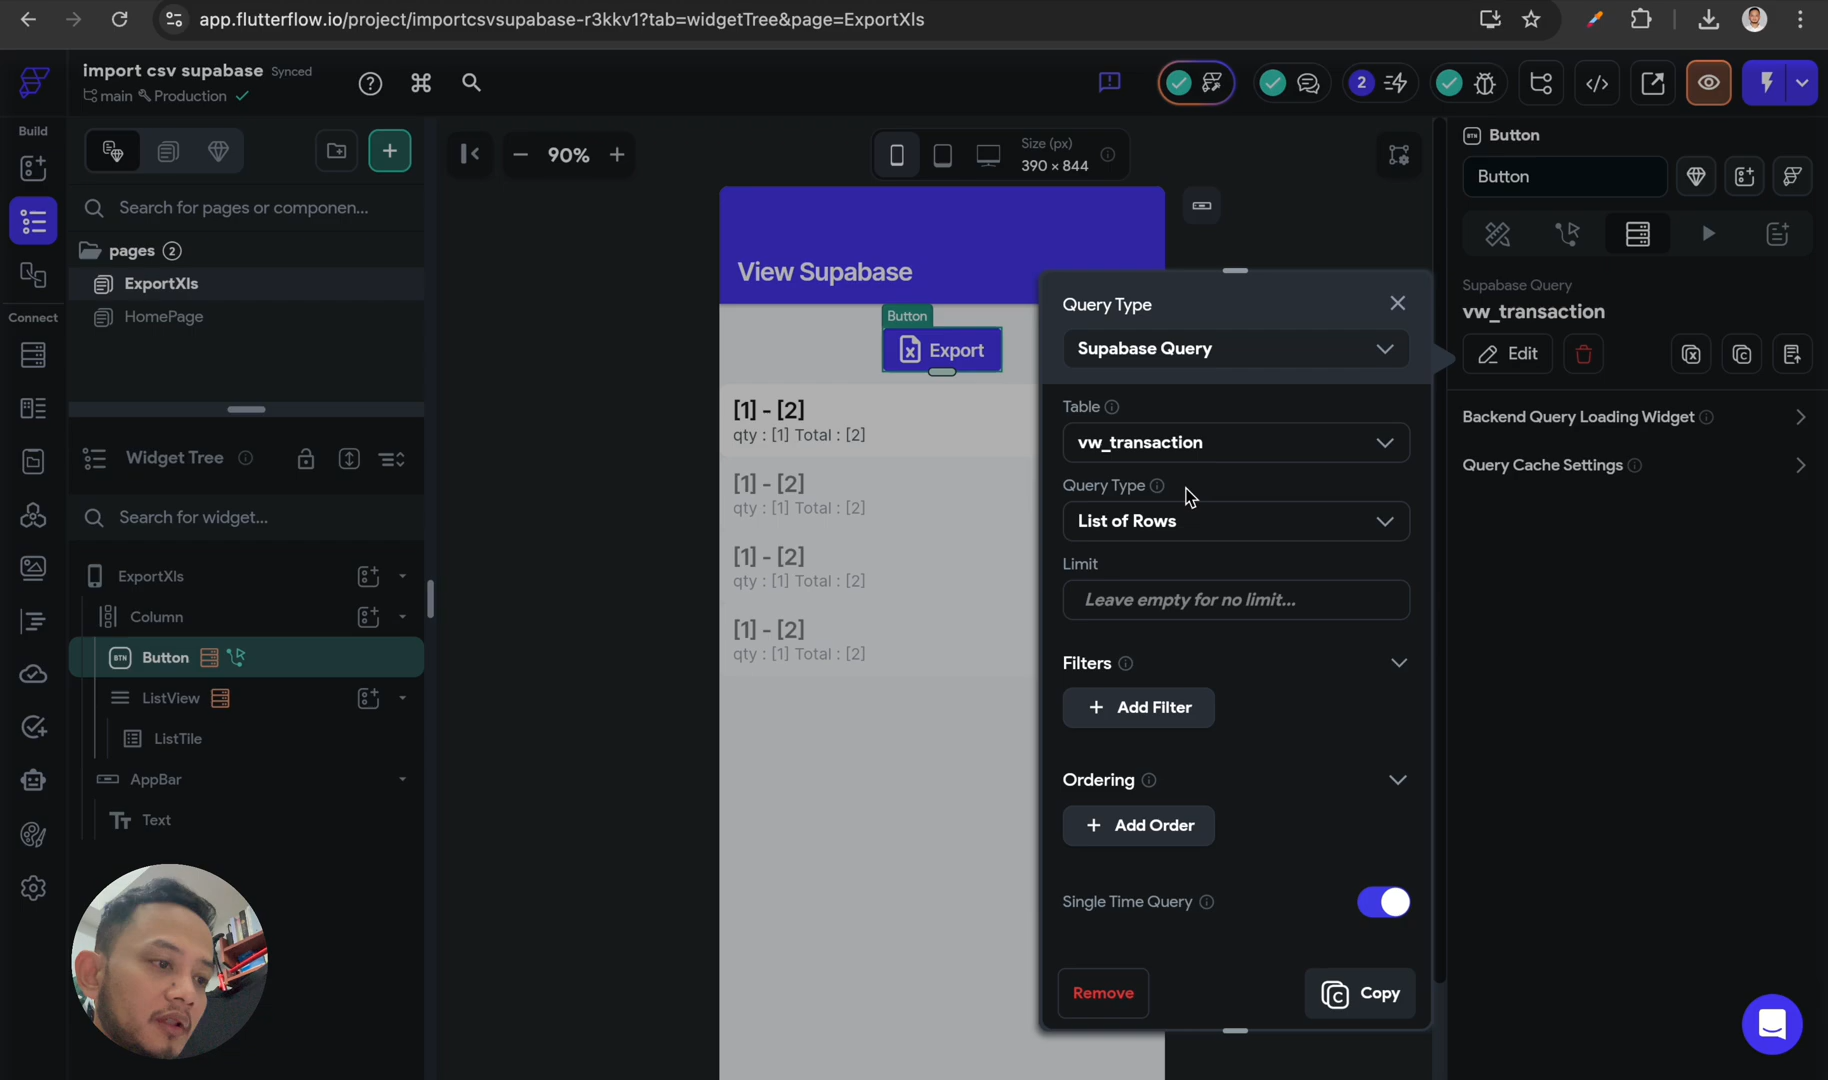 app.flutterflow.io/project/importcsvsupabase-r3kkv1?tab=widgetTree&page=ExportXls
import csv supabase Synced
main Production
2
Build
Connect
90%
Size (px)
390 × 844
Search for pages or componen...
pages 2
ExportXls
HomePage
Widget Tree
Search for widget...
ExportXls
Column
BTN Button
ListView
ListTile
AppBar
Tт Text
View Supabase
Button
Export
[1] - [2]
qty : [1] Total : [2]
[1] - [2]
qty : [1] Total : [2]
[1] - [2]
qty : [1] Total : [2]
[1] - [2]
qty : [1] Total : [2]
Query Type
Supabase Query
Table
vw_transaction
Query Type
List of Rows
Limit
Leave empty for no limit...
Filters
+ Add Filter
Ordering
+ Add Order
Single Time Query
Remove
Copy
BTN Button
Button
Supabase Query
vw_transaction
Edit
Backend Query Loading Widget
Query Cache Settings